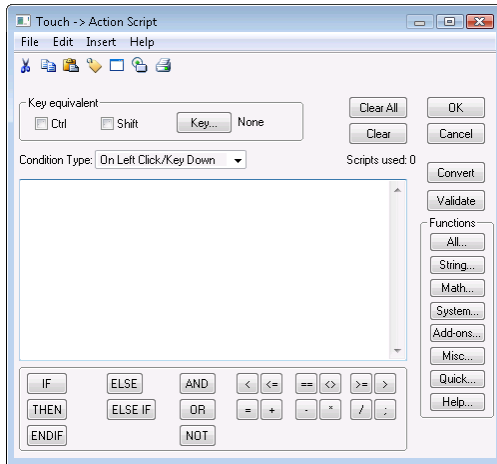 Touch -> Action Script
File Edit Insert Help
Key equivalent
Ctrl Shift Key... None
Clear All OK
Clear Cancel
Condition Type: On Left Click/Key Down Scripts used: 0
Convert
Validate
Functions
All...
String...
Math...
System...
Add-ons...
Misc...
Quick...
Help...
IF ELSE AND < <= == <> >= >
THEN ELSE IF OR = + - * / ;
ENDIF NOT